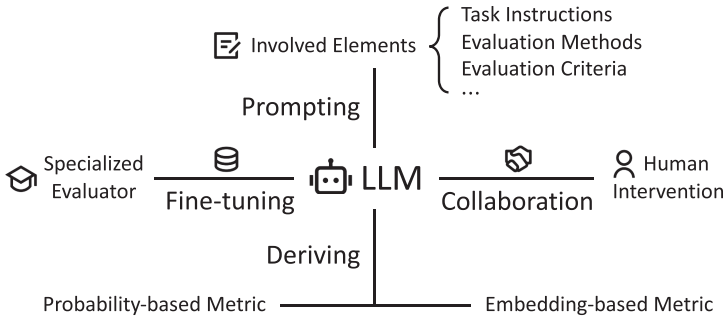 Task Instructions
Involved Elements
Evaluation Methods
Evaluation Criteria
...
Prompting
Specialized
Evaluator
Fine-tuning
LLM
Collaboration
Human
Intervention
Deriving
Probability-based Metric
Embedding-based Metric